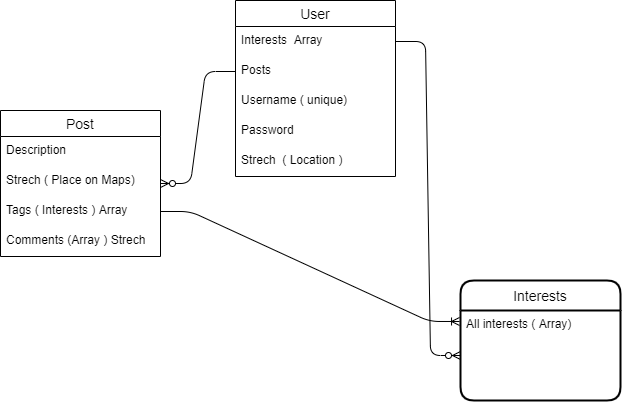 User
Interests Array
Posts
Username ( unique)
Password
Strech ( Location )
Post
Description
Strech ( Place on Maps)
Tags ( Interests ) Array
Comments (Array ) Strech
Interests
All interests ( Array)